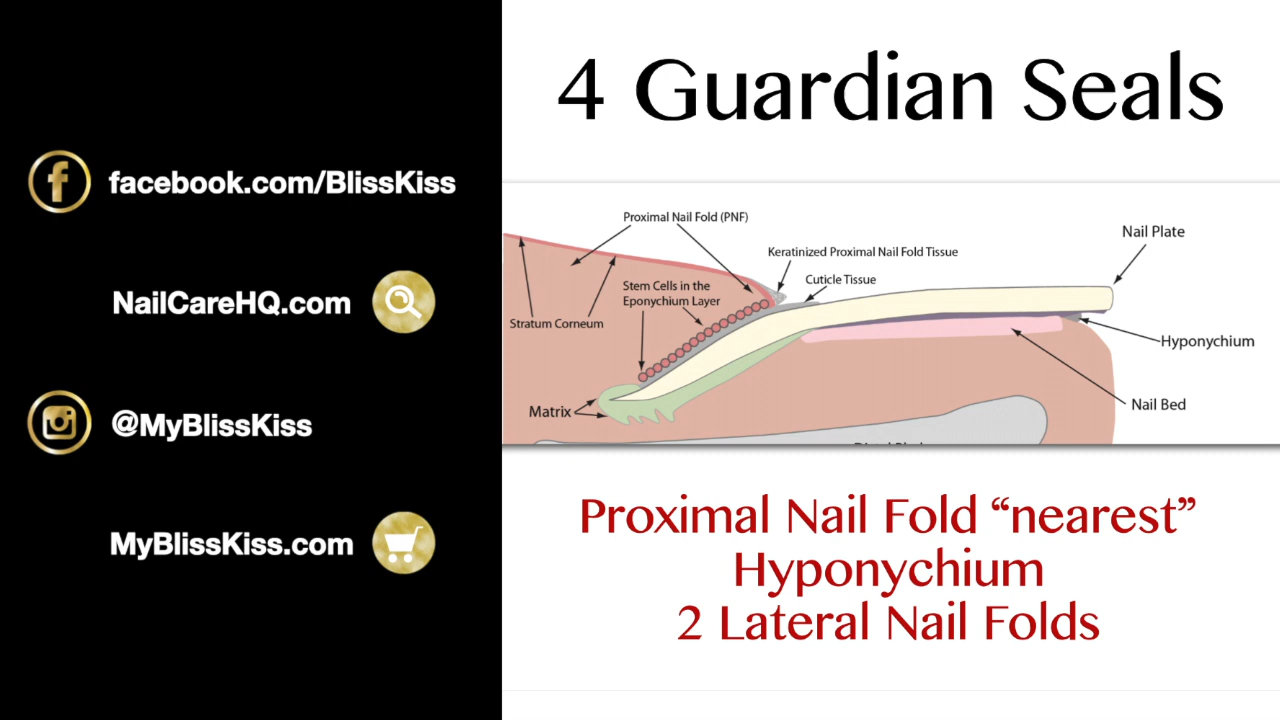 facebook.com/BlissKiss
NailCareHQ.com
@MyBlissKiss
MyBlissKiss.com
4 Guardian Seals
Proximal Nail Fold (PNF)
Nail Plate
Keratinized Proximal Nail Fold Tissue
Cuticle Tissue
Stem Cells in the
Eponychium Layer
Stratum Corneum
Hyponychium
Nail Bed
Matrix
Proximal Nail Fold “nearest”
Hyponychium
2 Lateral Nail Folds